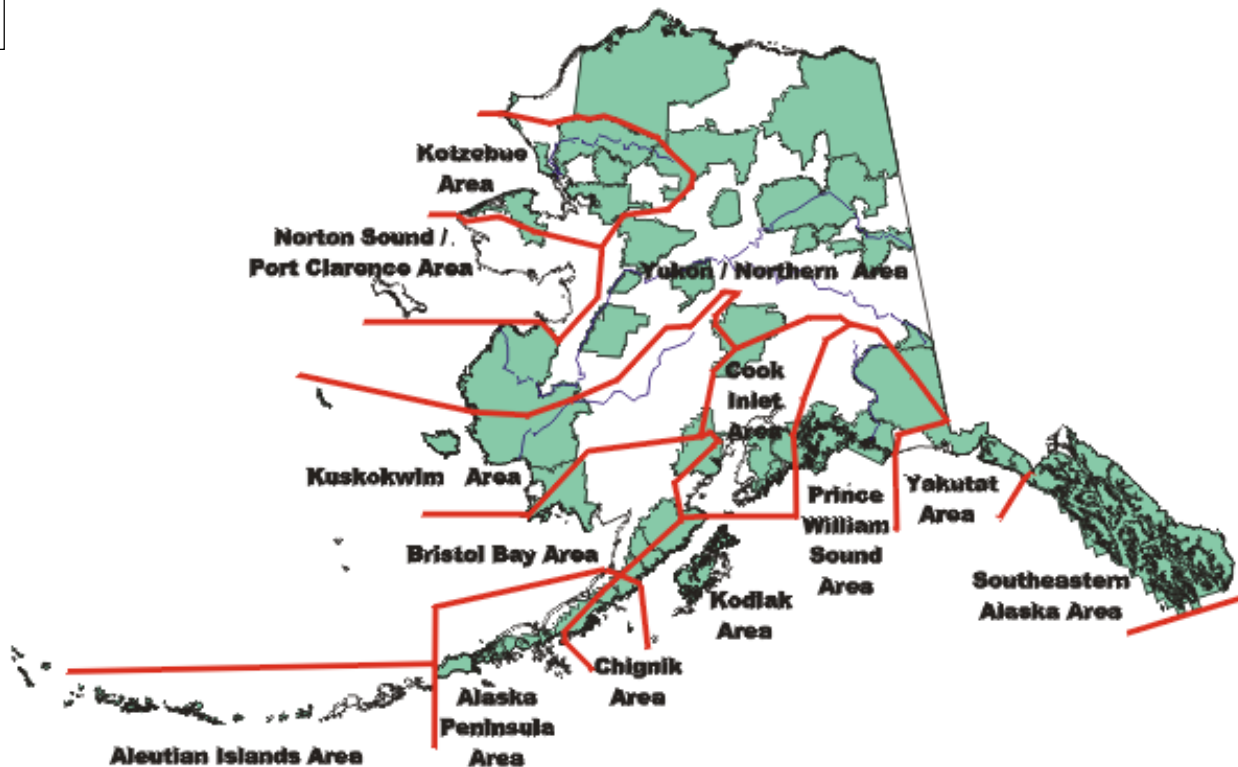 Kotzebue
Area
Norton Sound /
Port Clarence Area
Yukon / Northern Area
Cook
Inlet
Area
Kuskokwim Area
Prince
William
Sound
Area
Yakutat
Area
Bristol Bay Area
Kodiak
Area
Southeastern
Alaska Area
Chignik
Area
Alaska
Peninsula
Area
Aleutian Islands Area